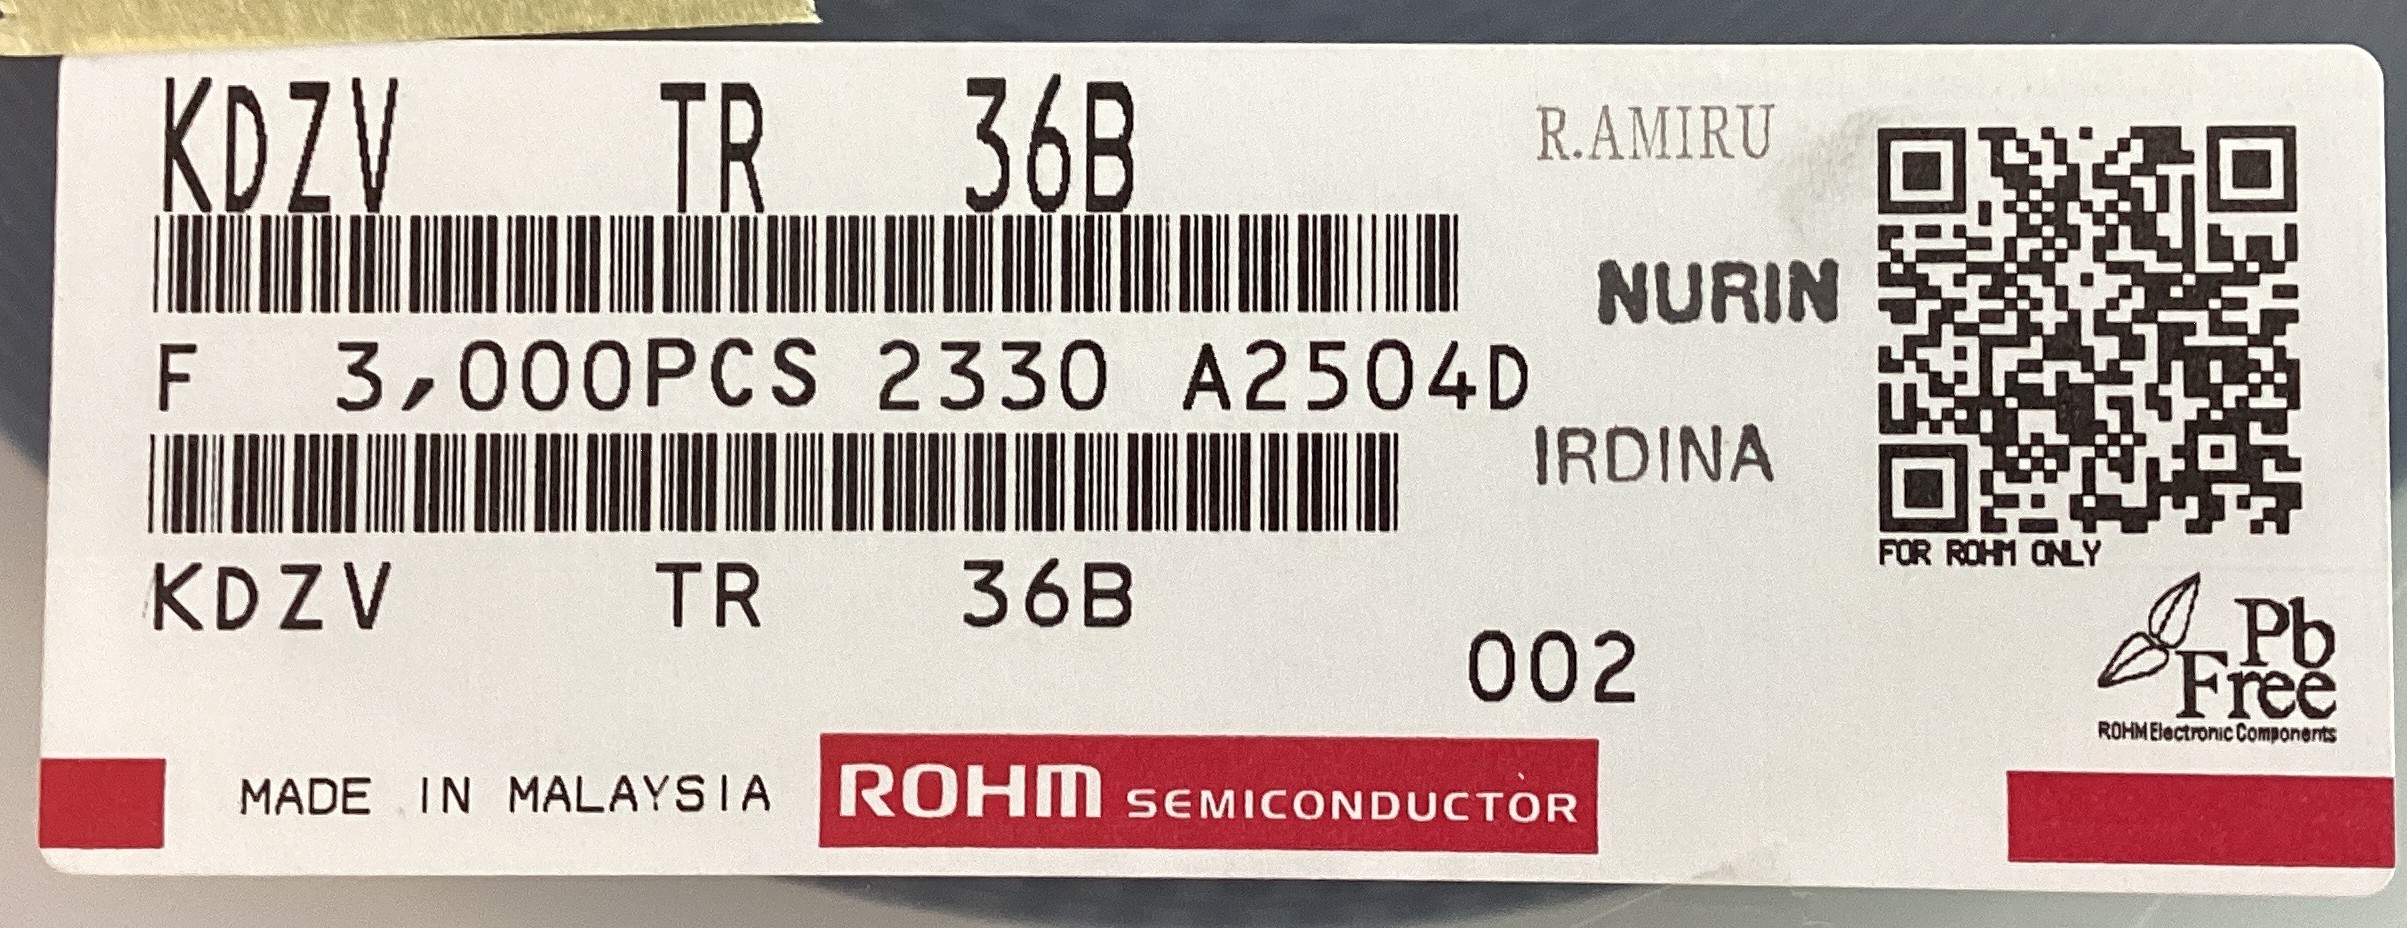 KDZV TR 36B
R.AMIRU
NURIN
F 3,000PCS 2330 A2504D
IRDINA
FOR ROHM ONLY
KDZV TR 36B
002
Pb
Free
ROHM Electronic Components
MADE IN MALAYSIA
ROHM SEMICONDUCTOR